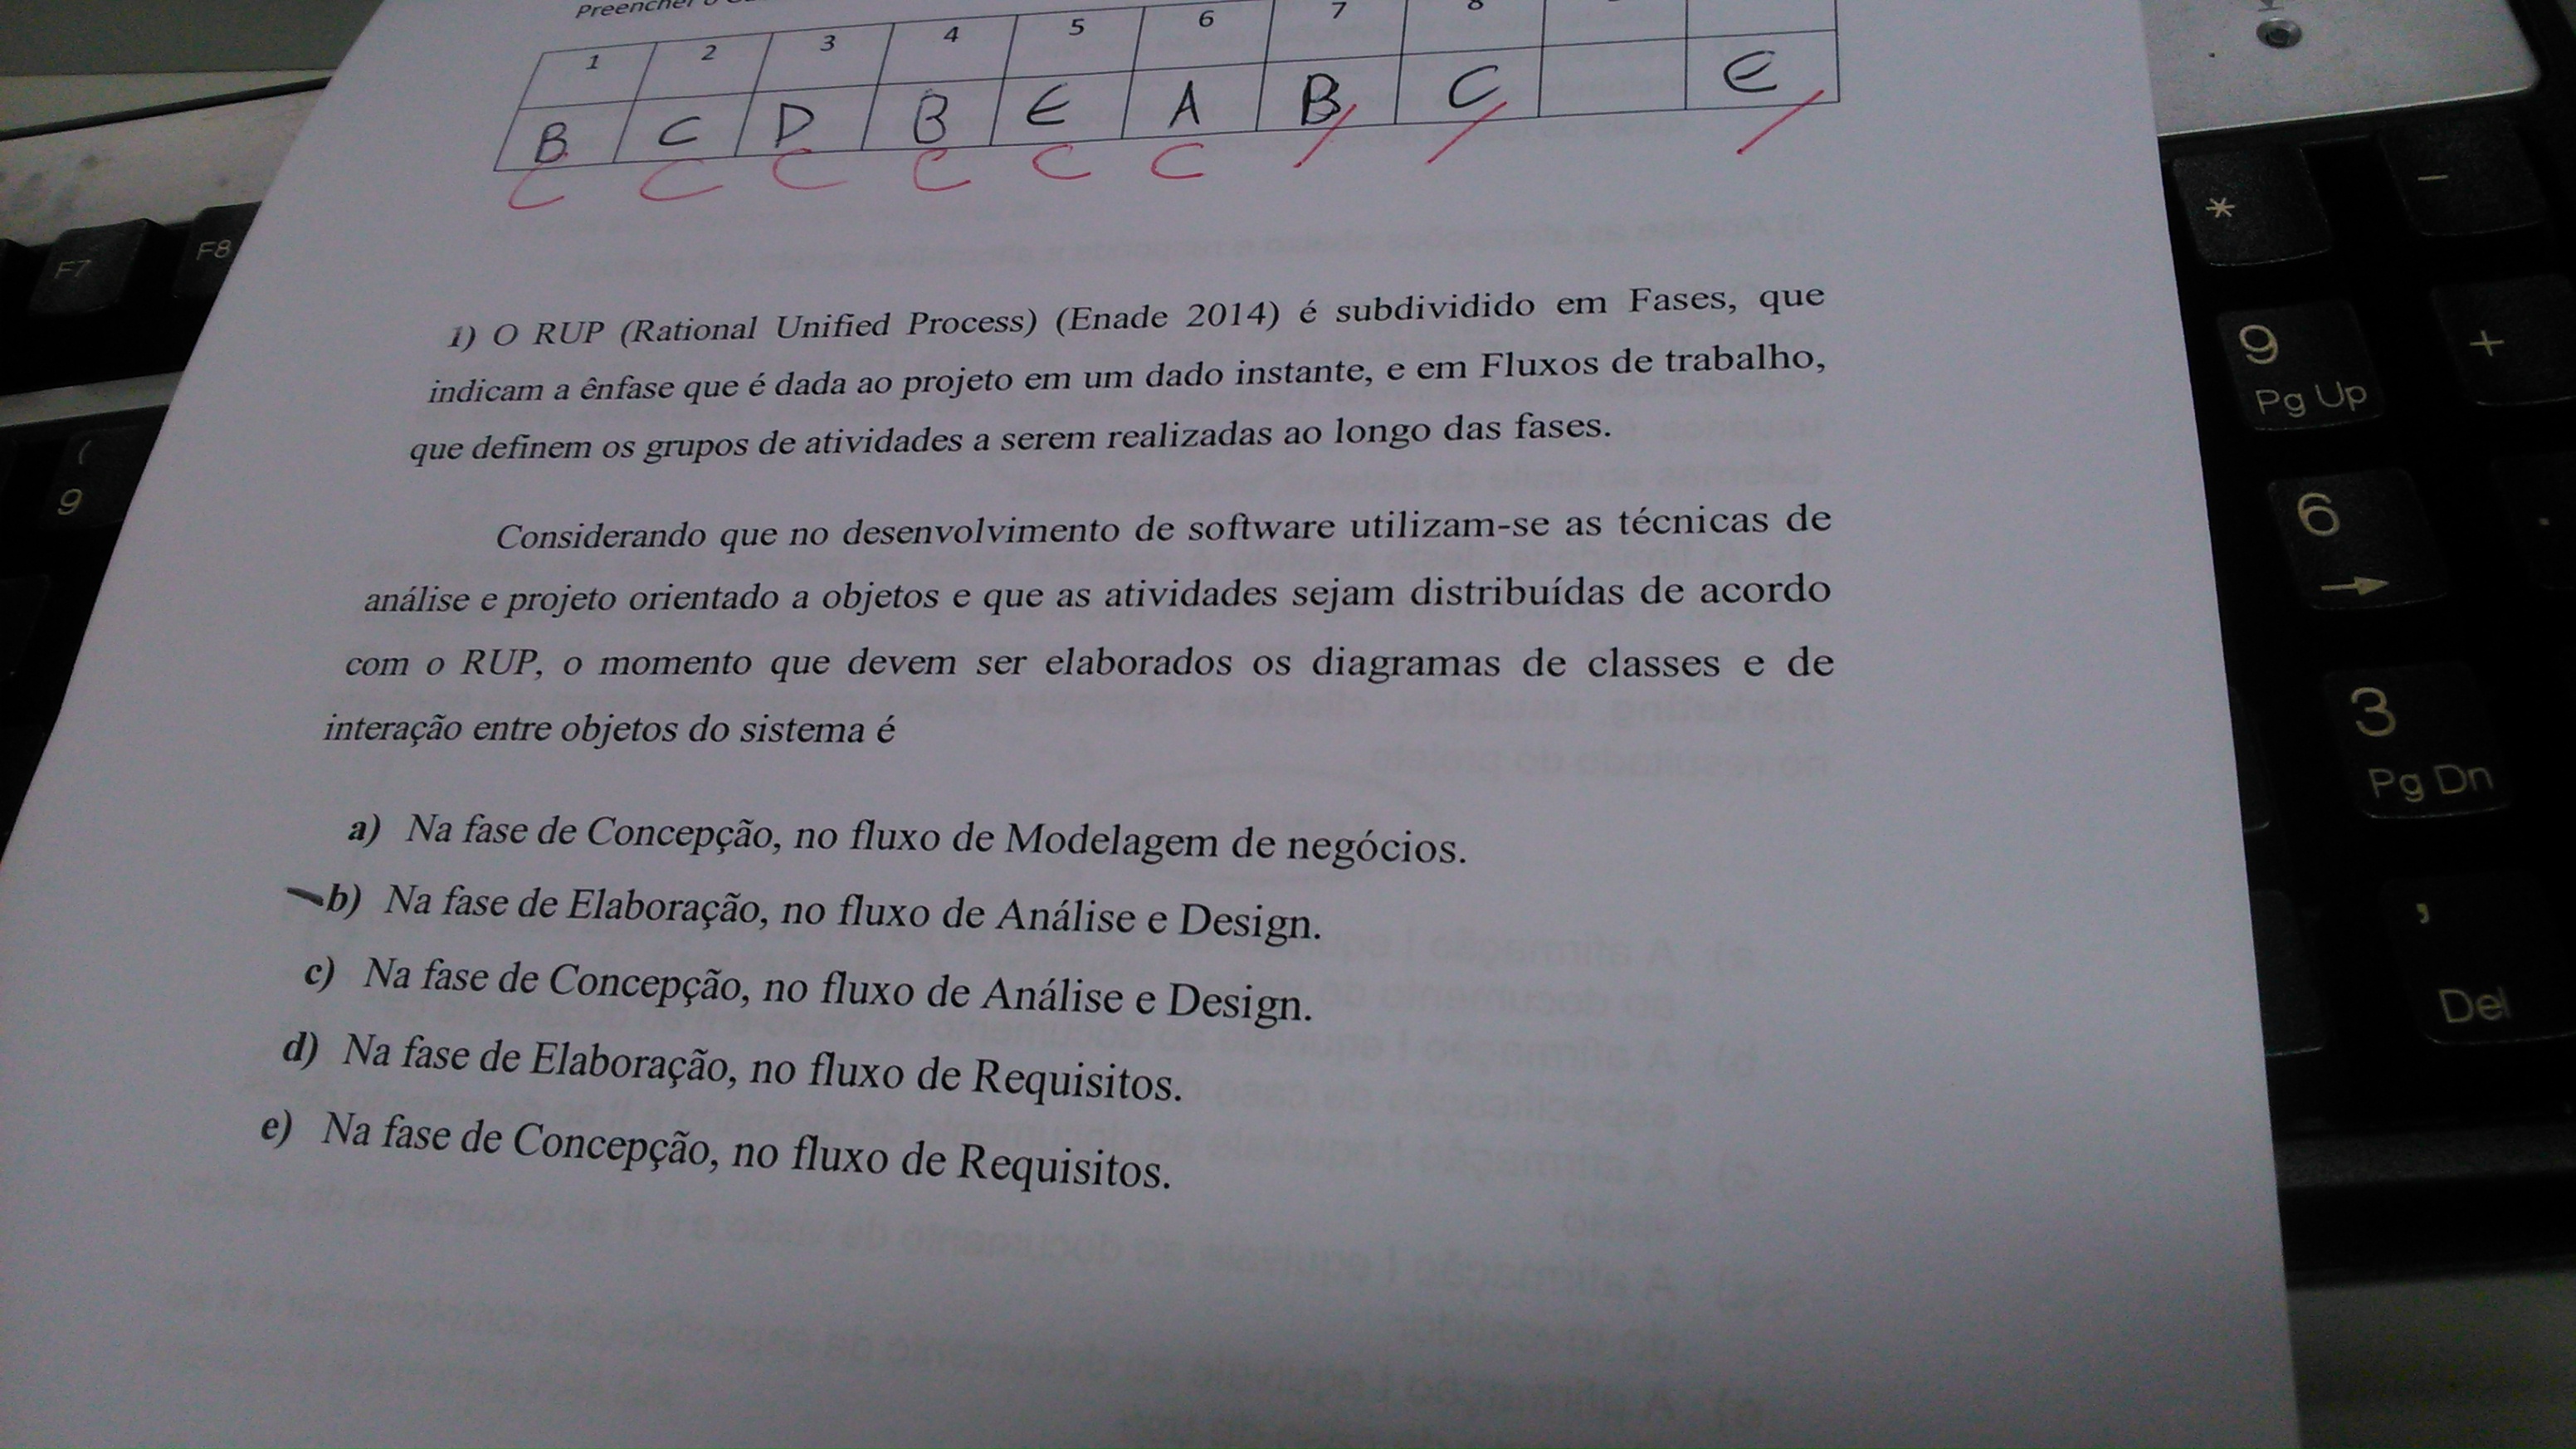 Preencher o
1 2 3 4 5 6 7 8
B C D B E A B C E
C C C C C C / / /
1) O RUP (Rational Unified Process) (Enade 2014) é subdividido em Fases, que
indicam a ênfase que é dada ao projeto em um dado instante, e em Fluxos de trabalho,
que definem os grupos de atividades a serem realizadas ao longo das fases.
Considerando que no desenvolvimento de software utilizam-se as técnicas de
análise e projeto orientado a objetos e que as atividades sejam distribuídas de acordo
com o RUP, o momento que devem ser elaborados os diagramas de classes e de
interação entre objetos do sistema é
a) Na fase de Concepção, no fluxo de Modelagem de negócios.
b) Na fase de Elaboração, no fluxo de Análise e Design.
c) Na fase de Concepção, no fluxo de Análise e Design.
d) Na fase de Elaboração, no fluxo de Requisitos.
e) Na fase de Concepção, no fluxo de Requisitos.
F7
F8
(
9
*
−
9
Pg Up
+
6
→
3
Pg Dn
,
Del